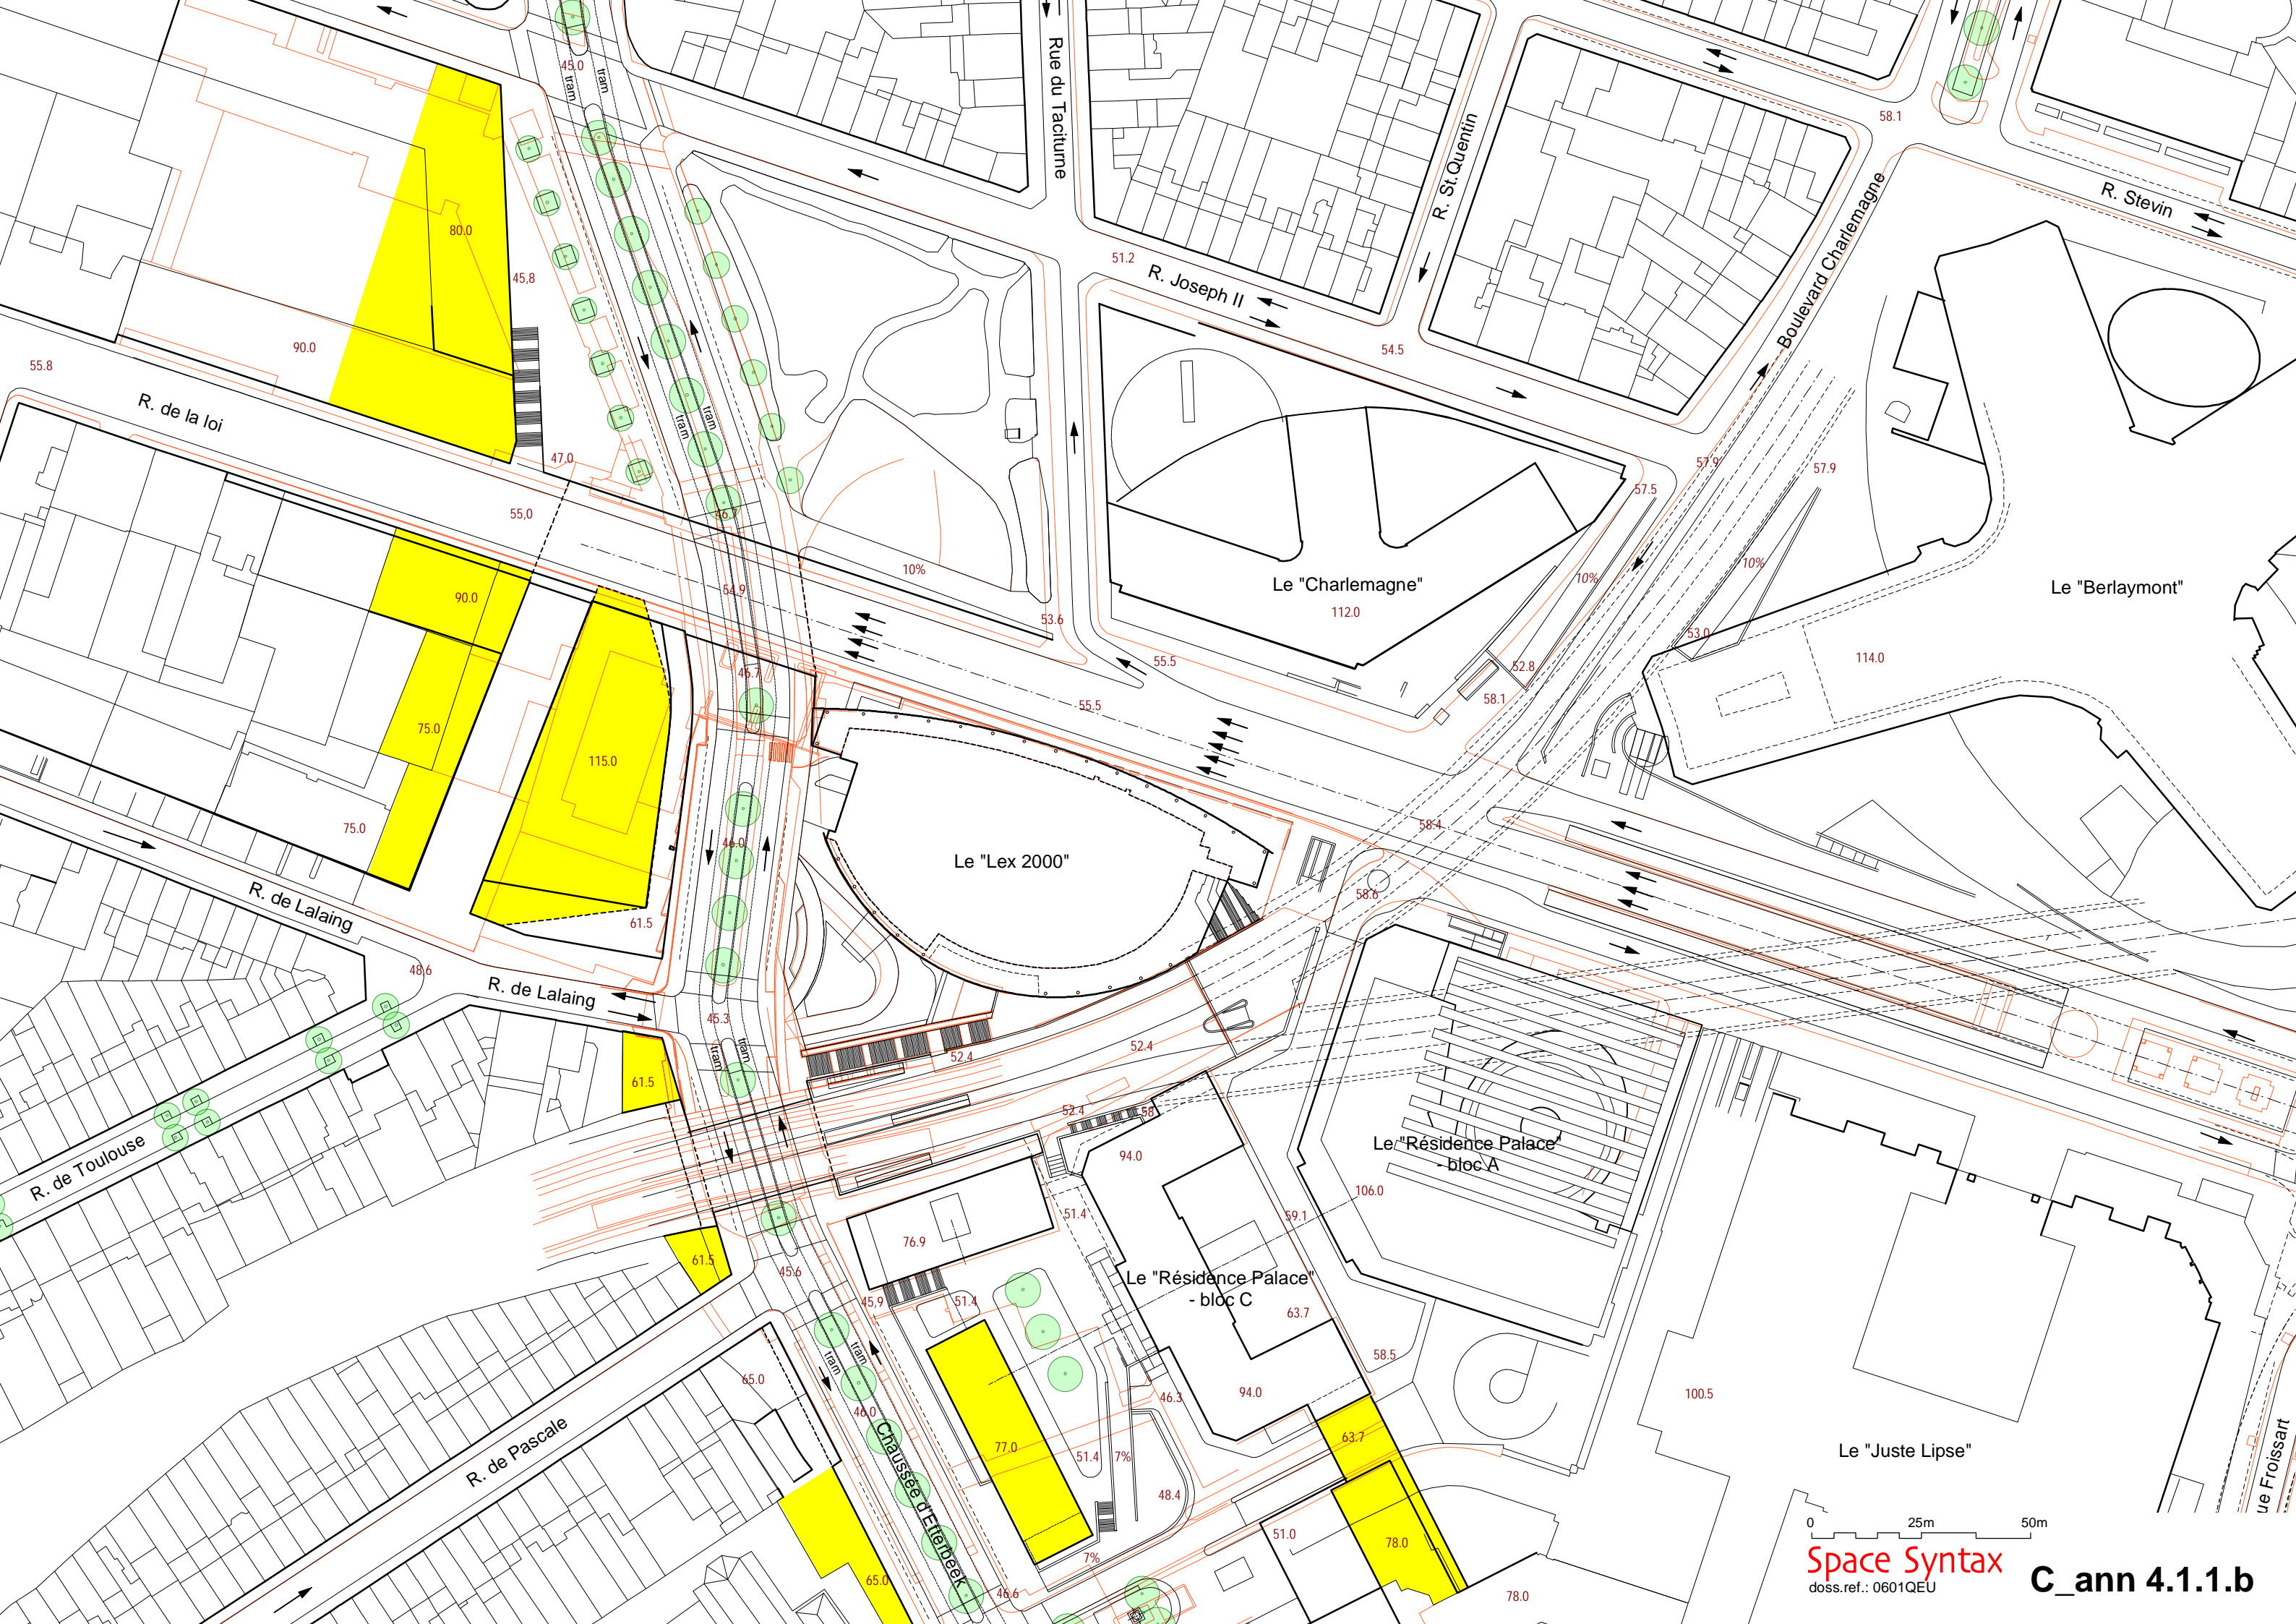 45.0
tram
tram
Rue du Taciturne
R. St.Quentin
58.1
R. Stevin
Boulevard Charlemagne
80.0
45,8
51.2
R. Joseph II
54.5
90.0
55.8
R. de la loi
47.0
tram
tram
55,0
46.7
57.9
57.9
57.5
10%
54.9
10%
10%
Le "Charlemagne"
112.0
Le "Berlaymont"
90.0
53.6
53.0
114.0
46.7
55.5
52.8
58.1
55.5
75.0
115.0
75.0
46.0
58.4
Le "Lex 2000"
58.6
R. de Lalaing
61.5
48.6
R. de Lalaing
45.3
tram
tram
52.4
52.4
61.5
52.4
58
R. de Toulouse
94.0
Le "Résidence Palace"
- bloc A
106.0
51.4
59.1
76.9
61.5
45.6
Le "Résidence Palace"
- bloc C
45,9
51.4
63.7
tram
tram
65.0
58.5
46.0
46.3
94.0
100.5
Chaussée d'Etterbeek
77.0
51.4
7%
63.7
Le "Juste Lipse"
R. de Pascale
48.4
ue Froissart
51.0
78.0
7%
65.0
46.6
78.0
0 25m 50m
Space Syntax
doss.ref.: 0601QEU
C_ann 4.1.1.b